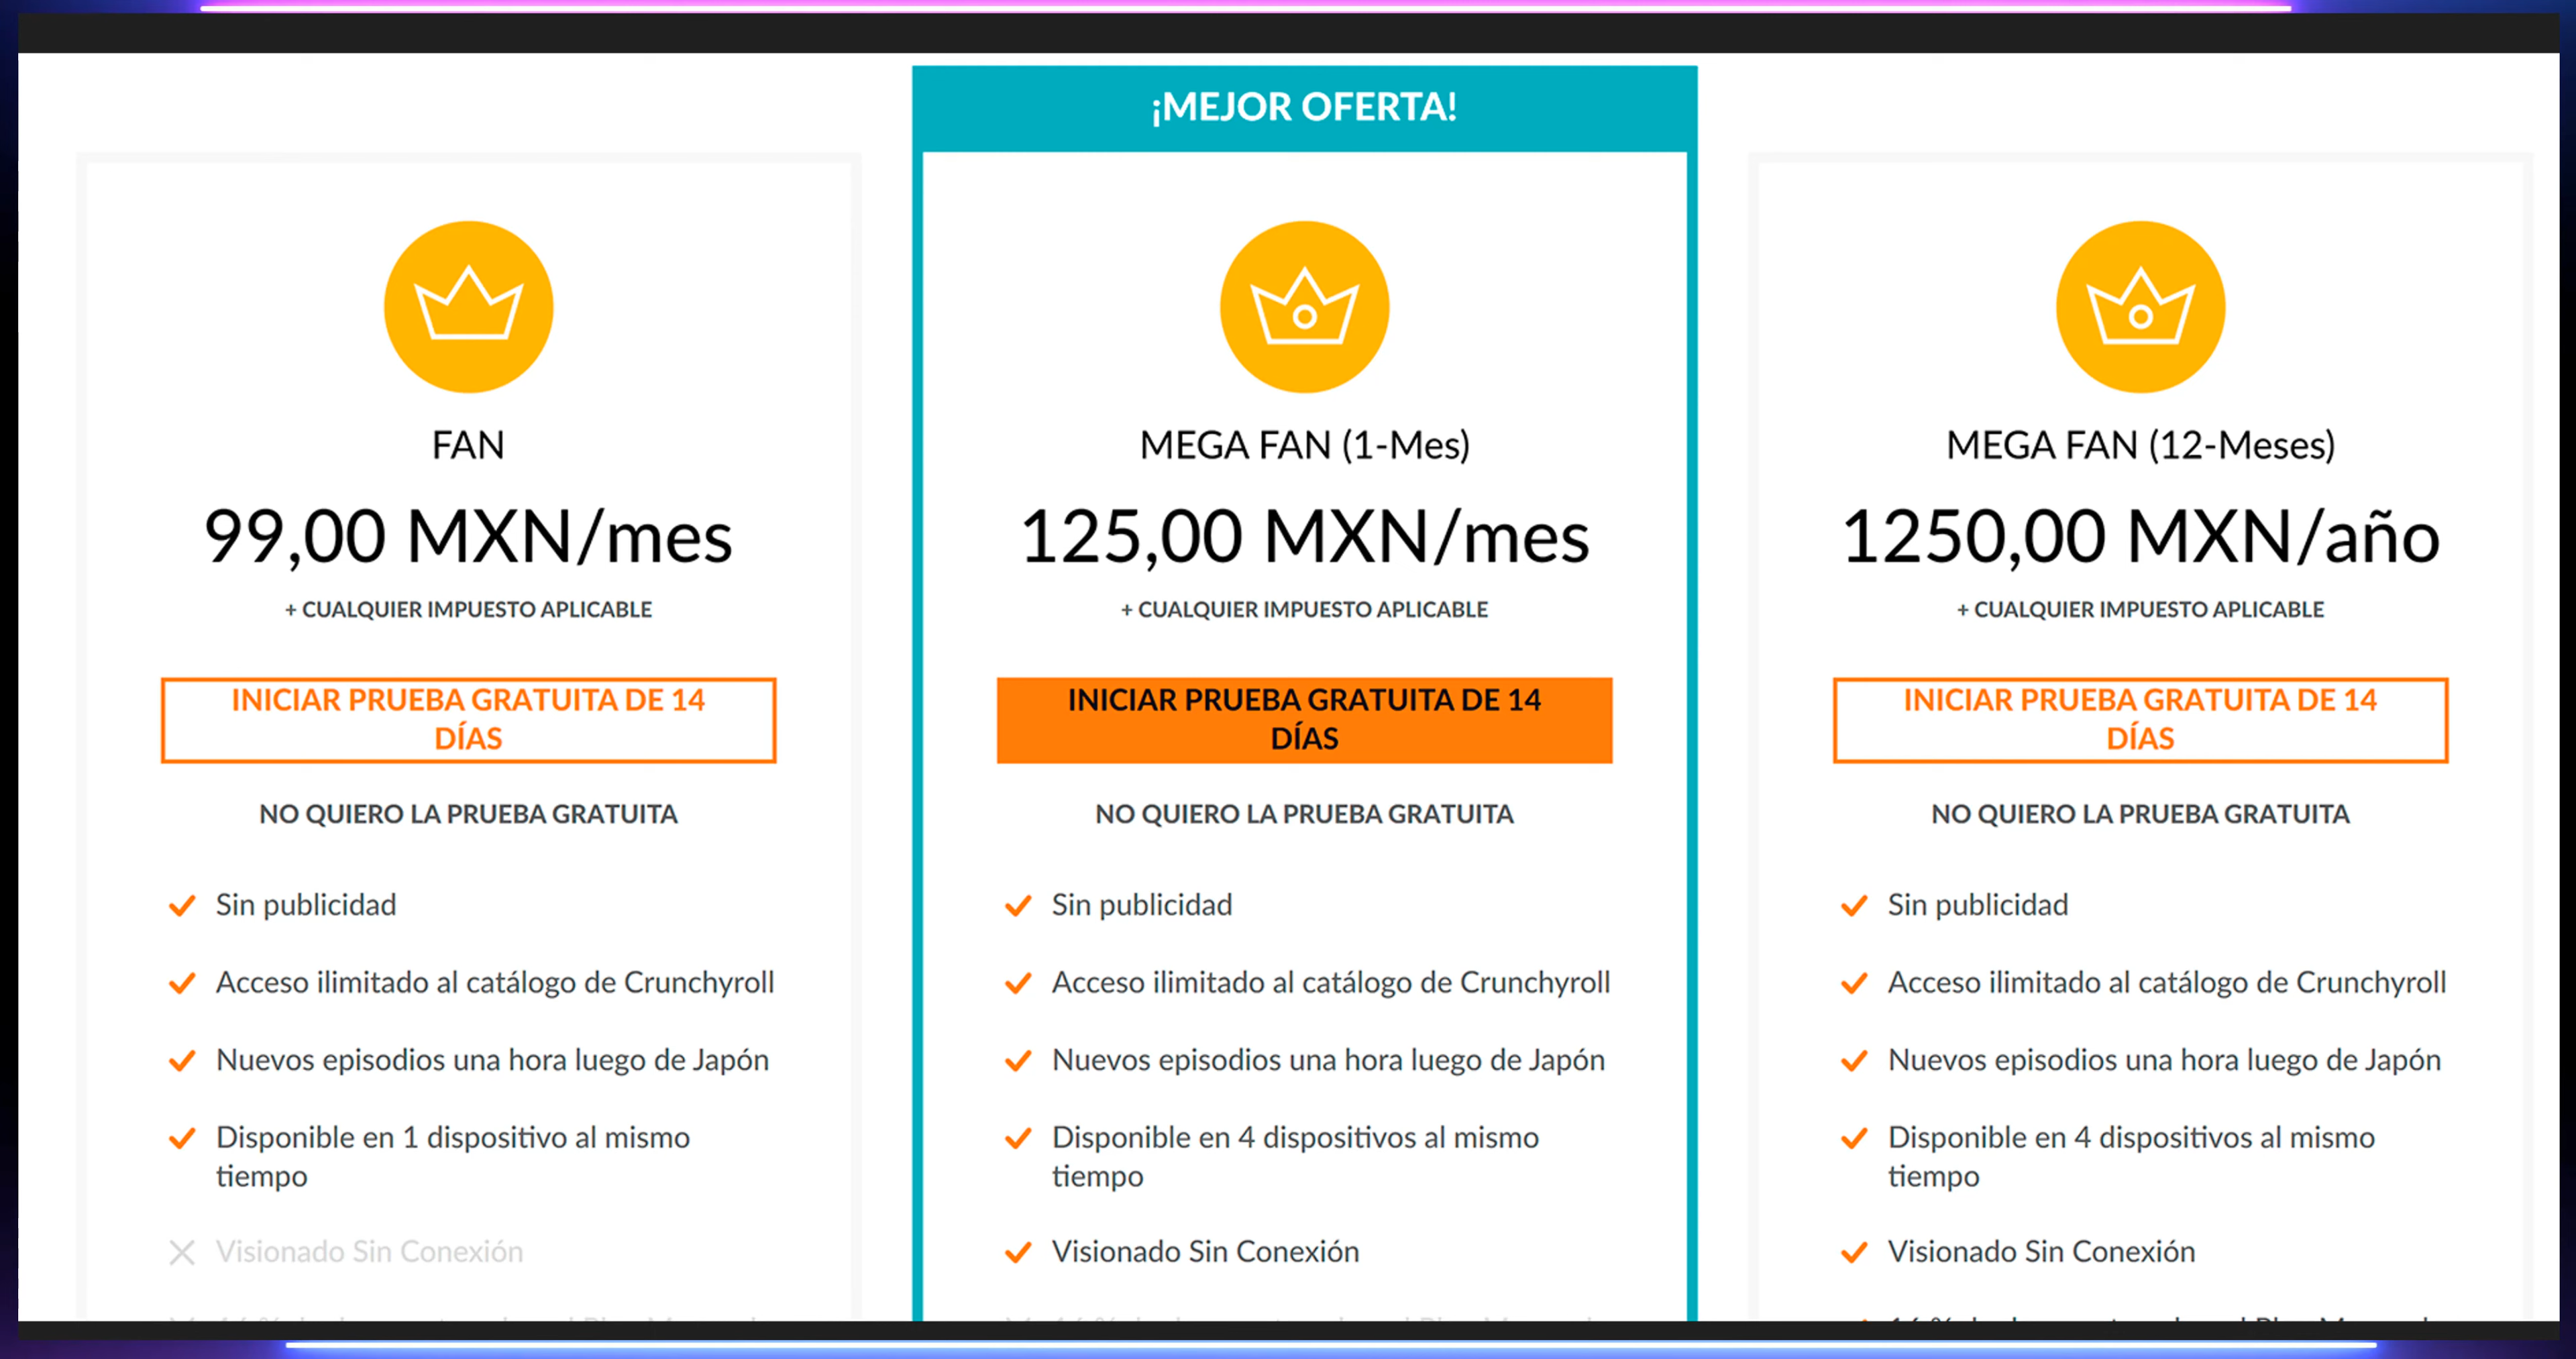 ¡MEJOR OFERTA!
FAN
99,00 MXN/mes
+ CUALQUIER IMPUESTO APLICABLE
INICIAR PRUEBA GRATUITA DE 14
DÍAS
NO QUIERO LA PRUEBA GRATUITA
Sin publicidad
Acceso ilimitado al catálogo de Crunchyroll
Nuevos episodios una hora luego de Japón
Disponible en 1 dispositivo al mismo
tiempo
Visionado Sin Conexión
MEGA FAN (1-Mes)
125,00 MXN/mes
+ CUALQUIER IMPUESTO APLICABLE
INICIAR PRUEBA GRATUITA DE 14
DÍAS
NO QUIERO LA PRUEBA GRATUITA
Sin publicidad
Acceso ilimitado al catálogo de Crunchyroll
Nuevos episodios una hora luego de Japón
Disponible en 4 dispositivos al mismo
tiempo
Visionado Sin Conexión
MEGA FAN (12-Meses)
1250,00 MXN/año
+ CUALQUIER IMPUESTO APLICABLE
INICIAR PRUEBA GRATUITA DE 14
DÍAS
NO QUIERO LA PRUEBA GRATUITA
Sin publicidad
Acceso ilimitado al catálogo de Crunchyroll
Nuevos episodios una hora luego de Japón
Disponible en 4 dispositivos al mismo
tiempo
Visionado Sin Conexión